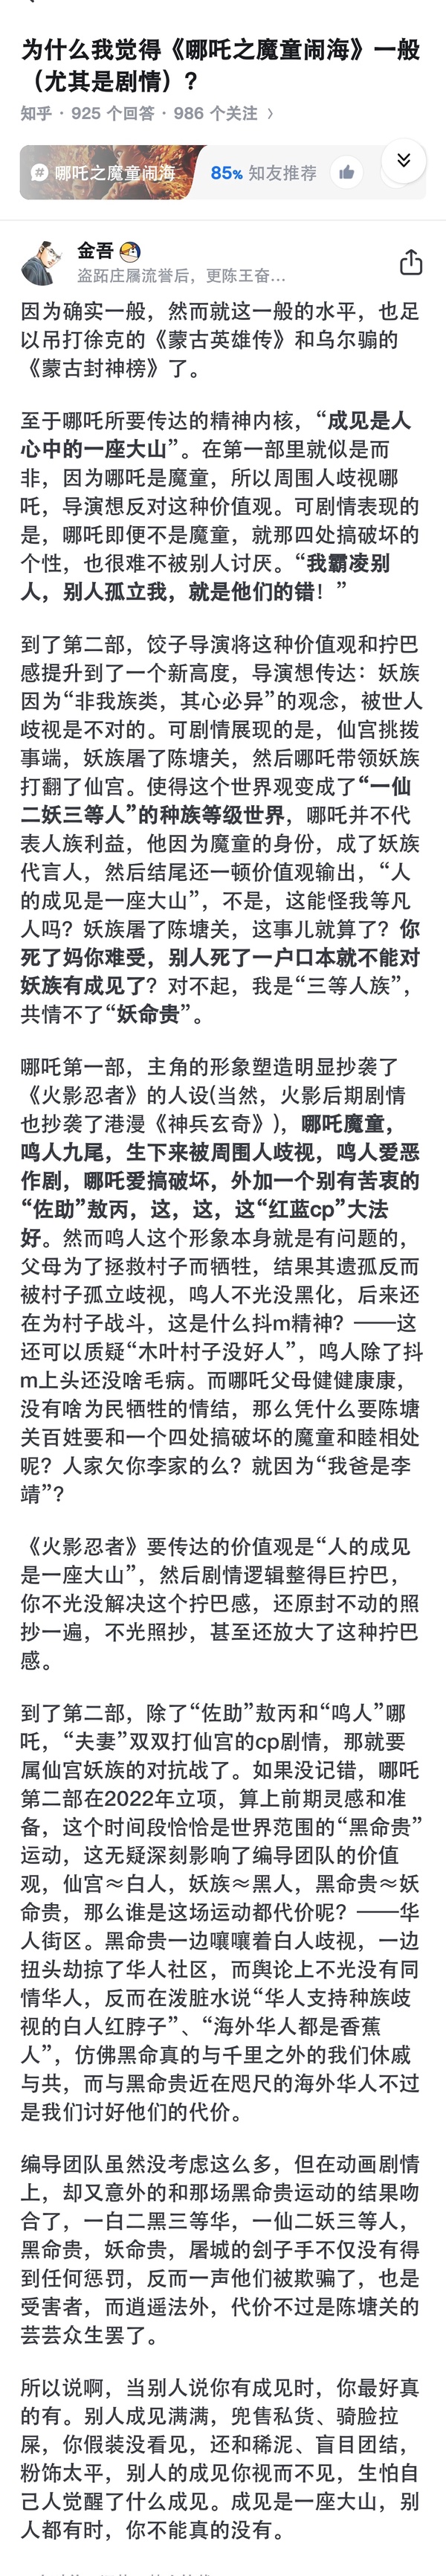 为什么我觉得《哪吒之魔童闹海》一般
（尤其是剧情）？
知乎 · 925 个回答 · 986 个关注 >
哪吒之魔童闹海 85% 知友推荐
金吾
盗跖庄屩流誉后，更陈王奋...
因为确实一般，然而就这一般的水平，也足
以吊打徐克的《蒙古英雄传》和乌尔骟的
《蒙古封神榜》了。
至于哪吒所要传达的精神内核，“成见是人
心中的一座大山”。在第一部里就似是而
非，因为哪吒是魔童，所以周围人歧视哪
吒，导演想反对这种价值观。可剧情表现的
是，哪吒即便不是魔童，就那四处搞破坏的
个性，也很难不被别人讨厌。“我霸凌别
人，别人孤立我，就是他们的错！”
到了第二部，饺子导演将这种价值观和拧巴
感提升到了一个新高度，导演想传达：妖族
因为“非我族类，其心必异”的观念，被世人
歧视是不对的。可剧情展现的是，仙宫挑拨
事端，妖族屠了陈塘关，然后哪吒带领妖族
打翻了仙宫。使得这个世界观变成了“一仙
二妖三等人”的种族等级世界，哪吒并不代
表人族利益，他因为魔童的身份，成了妖族
代言人，然后结尾还一顿价值观输出，“人
的成见是一座大山”，不是，这能怪我等凡
人吗？妖族屠了陈塘关，这事儿就算了？你
死了妈你难受，别人死了一户口本就不能对
妖族有成见了？对不起，我是“三等人族”，
共情不了“妖命贵”。
哪吒第一部，主角的形象塑造明显抄袭了
《火影忍者》的人设(当然，火影后期剧情
也抄袭了港漫《神兵玄奇》)，哪吒魔童，
鸣人九尾，生下来被周围人歧视，鸣人爱恶
作剧，哪吒爱搞破坏，外加一个别有苦衷的
“佐助”敖丙，这，这，这“红蓝cp”大法
好。然而鸣人这个形象本身就是有问题的，
父母为了拯救村子而牺牲，结果其遗孤反而
被村子孤立歧视，鸣人不光没黑化，后来还
在为村子战斗，这是什么抖m精神？——这
还可以质疑“木叶村子没好人”，鸣人除了抖
m上头还没啥毛病。而哪吒父母健健康康，
没有啥为民牺牲的情结，那么凭什么要陈塘
关百姓要和一个四处搞破坏的魔童和睦相处
呢？人家欠你李家的么？就因为“我爸是李
靖”？
《火影忍者》要传达的价值观是“人的成见
是一座大山”，然后剧情逻辑整得巨拧巴，
你不光没解决这个拧巴感，还原封不动的照
抄一遍，不光照抄，甚至还放大了这种拧巴
感。
到了第二部，除了“佐助”敖丙和“鸣人”哪
吒，“夫妻”双双打仙宫的cp剧情，那就要
属仙宫妖族的对抗战了。如果没记错，哪吒
第二部在2022年立项，算上前期灵感和准
备，这个时间段恰恰是世界范围的“黑命贵”
运动，这无疑深刻影响了编导团队的价值
观，仙宫≈白人，妖族≈黑人，黑命贵≈妖
命贵，那么谁是这场运动都代价呢？——华
人街区。黑命贵一边嚷嚷着白人歧视，一边
扭头劫掠了华人社区，而舆论上不光没有同
情华人，反而在泼脏水说“华人支持种族歧
视的白人红脖子”、“海外华人都是香蕉
人”，仿佛黑命真的与千里之外的我们休戚
与共，而与黑命贵近在咫尺的海外华人不过
是我们讨好他们的代价。
编导团队虽然没考虑这么多，但在动画剧情
上，却又意外的和那场黑命贵运动的结果吻
合了，一白二黑三等华，一仙二妖三等人，
黑命贵，妖命贵，屠城的刽子手不仅没有得
到任何惩罚，反而一声他们被欺骗了，也是
受害者，而逍遥法外，代价不过是陈塘关的
芸芸众生罢了。
所以说啊，当别人说你有成见时，你最好真
的有。别人成见满满，兜售私货、骑脸拉
屎，你假装没看见，还和稀泥、盲目团结，
粉饰太平，别人的成见你视而不见，生怕自
己人觉醒了什么成见。成见是一座大山，别
人都有时，你不能真的没有。